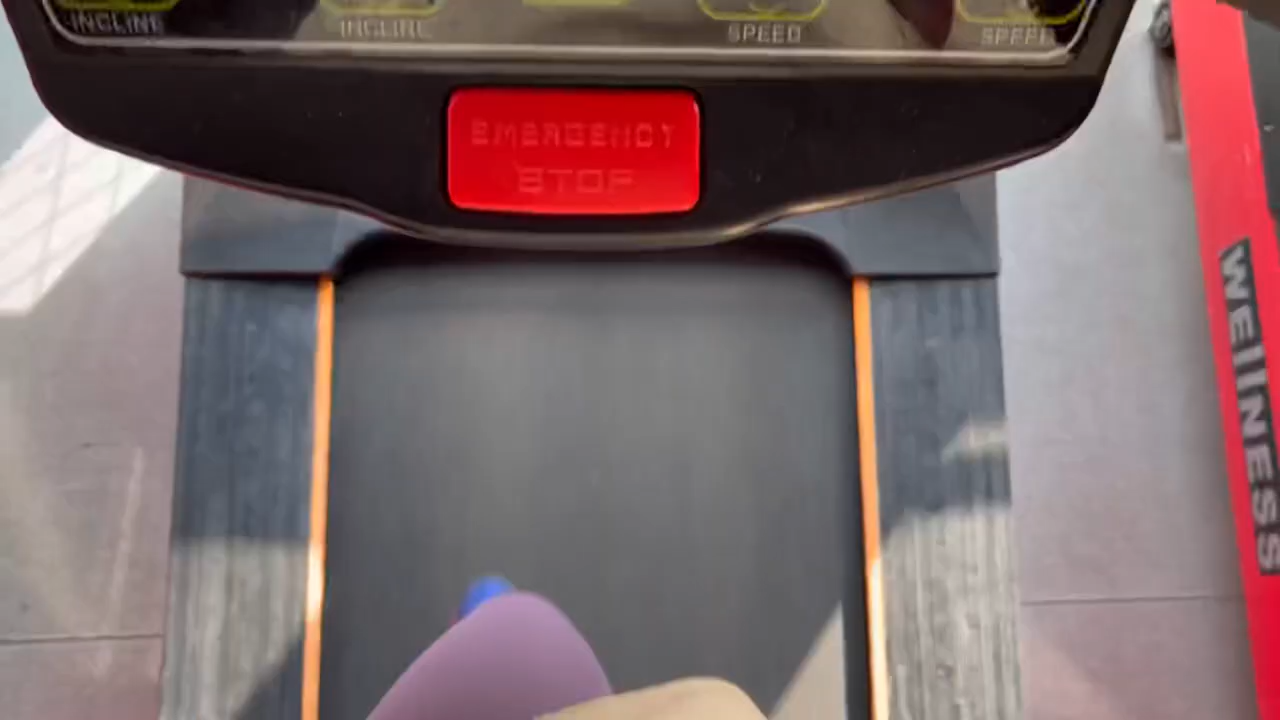 INCLINE
INCLINE
SPEED
SPEED
EMERGENCY
STOP
WEllNESS